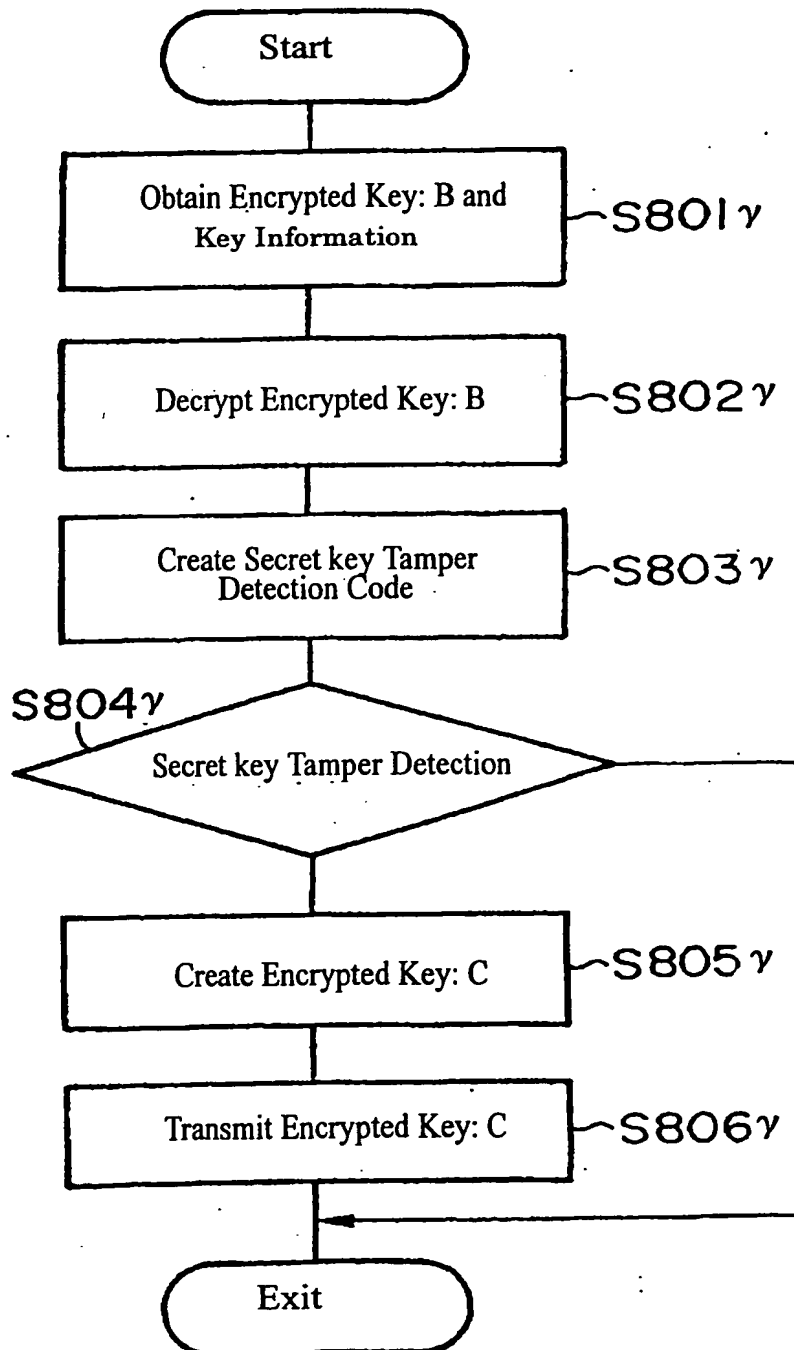 Start
Obtain Encrypted Key: B and
Key Information
S801γ
Decrypt Encrypted Key: B
S802γ
Create Secret key Tamper
Detection Code
S803γ
S804γ
Secret key Tamper Detection
Create Encrypted Key: C
S805γ
Transmit Encrypted Key: C
S806γ
Exit